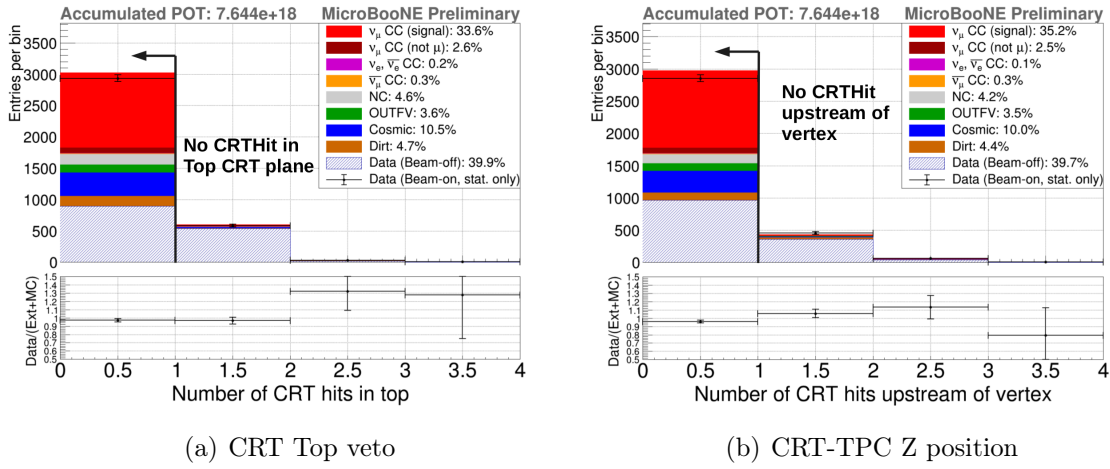 Accumulated POT: 7.644e+18 MicroBooNE Preliminary
Entries per bin
3500
3000
2500
2000
1500
1000
500
0
ν_μ CC (signal): 33.6%
ν_μ CC (not μ): 2.6%
ν_e, ν̅_e CC: 0.2%
ν̅_μ CC: 0.3%
NC: 4.6%
OUTFV: 3.6%
Cosmic: 10.5%
Dirt: 4.7%
Data (Beam-off): 39.9%
Data (Beam-on, stat. only)
No CRTHit in
Top CRT plane
Data/(Ext+MC)
1.5
1.4
1.3
1.2
1.1
1
0.9
0.8
0.7
0.6
0.5
0 0.5 1 1.5 2 2.5 3 3.5 4
Number of CRT hits in top
(a) CRT Top veto
Accumulated POT: 7.644e+18 MicroBooNE Preliminary
Entries per bin
3500
3000
2500
2000
1500
1000
500
0
ν_μ CC (signal): 35.2%
ν_μ CC (not μ): 2.5%
ν_e, ν̅_e CC: 0.1%
ν̅_μ CC: 0.3%
NC: 4.2%
OUTFV: 3.5%
Cosmic: 10.0%
Dirt: 4.4%
Data (Beam-off): 39.7%
Data (Beam-on, stat. only)
No CRTHit
upstream of
vertex
Data/(Ext+MC)
1.5
1.4
1.3
1.2
1.1
1
0.9
0.8
0.7
0.6
0.5
0 0.5 1 1.5 2 2.5 3 3.5 4
Number of CRT hits upstream of vertex
(b) CRT-TPC Z position